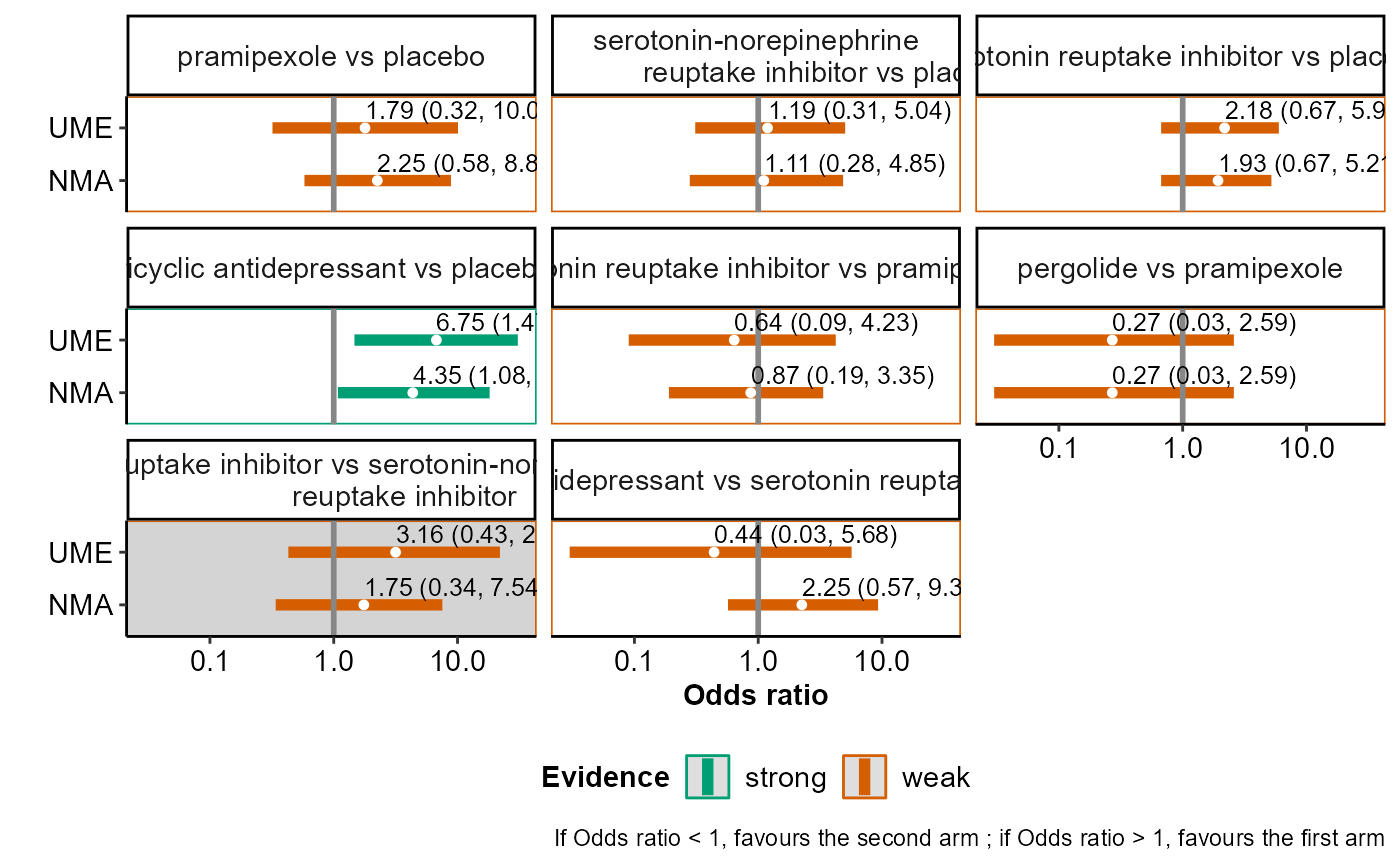 pramipexole vs placebo
serotonin-norepinephrine
reuptake inhibitor vs plac
otonin reuptake inhibitor vs plac
UME
1.79 (0.32, 10.0
1.19 (0.31, 5.04)
2.18 (0.67, 5.9
NMA
2.25 (0.58, 8.8
1.11 (0.28, 4.85)
1.93 (0.67, 5.21
icyclic antidepressant vs placeb
onin reuptake inhibitor vs pramip
pergolide vs pramipexole
UME
6.75 (1.4
0.64 (0.09, 4.23)
0.27 (0.03, 2.59)
NMA
4.35 (1.08,
0.87 (0.19, 3.35)
0.27 (0.03, 2.59)
0.1 1.0 10.0
uptake inhibitor vs serotonin-nor
reuptake inhibitor
idepressant vs serotonin reupta
UME
3.16 (0.43, 2
0.44 (0.03, 5.68)
NMA
1.75 (0.34, 7.54
2.25 (0.57, 9.3
0.1 1.0 10.0
0.1 1.0 10.0
Odds ratio
Evidence strong weak
If Odds ratio < 1, favours the second arm ; if Odds ratio > 1, favours the first arm